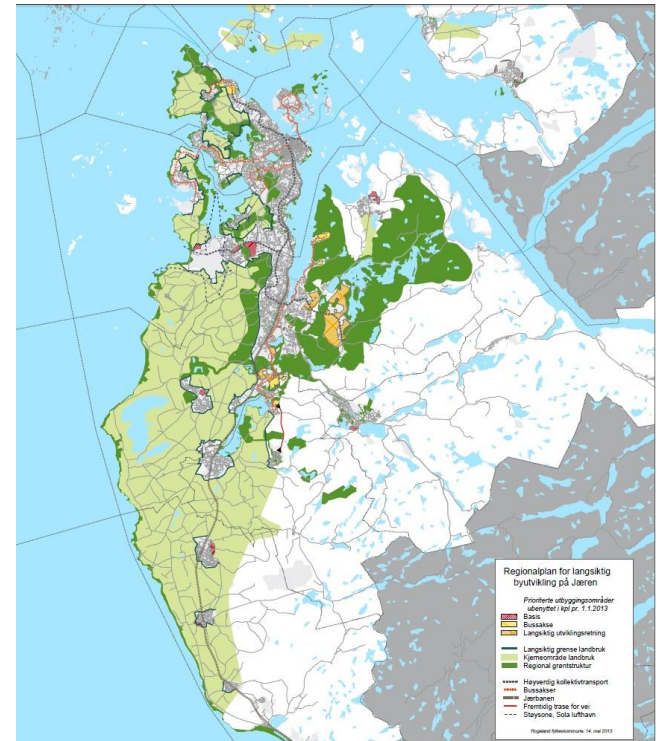 Regionalplan for langsiktig
byutvikling på Jæren
Prioriterte utbyggingsområder
ubenyttet i kpl pr. 1.1.2013
Basis
Bussakse
Langsiktig utviklingsretning
Langsiktig grense landbruk
Kjerneområde landbruk
Regional grøntstruktur
Høyverdig kollektivtransport
Bussakser
Jærbanen
Fremtidig trase for vei
Støysone, Sola lufthavn
Rogaland fylkeskommune, 14. mai 2013